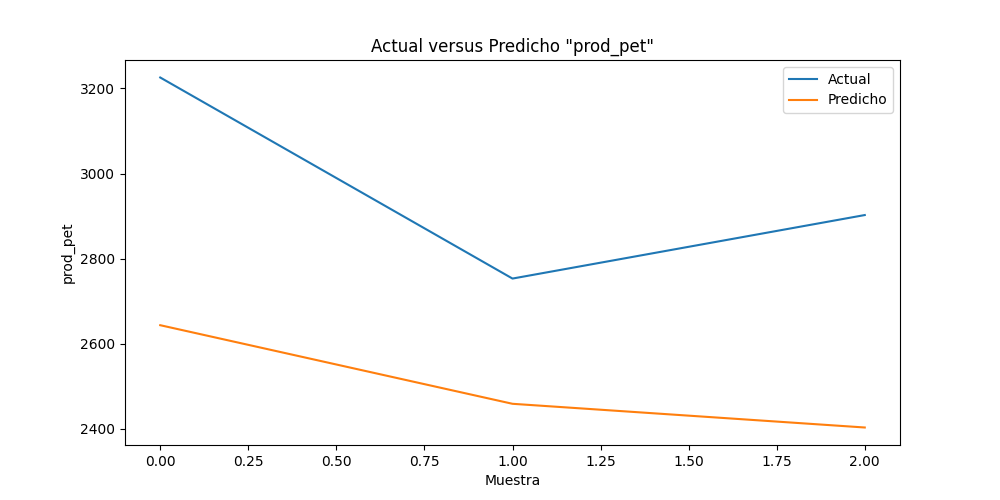 Actual versus Predicho "prod_pet"
Actual
Predicho
prod_pet
3200
3000
2800
2600
2400
0.00 0.25 0.50 0.75 1.00 1.25 1.50 1.75 2.00
Muestra